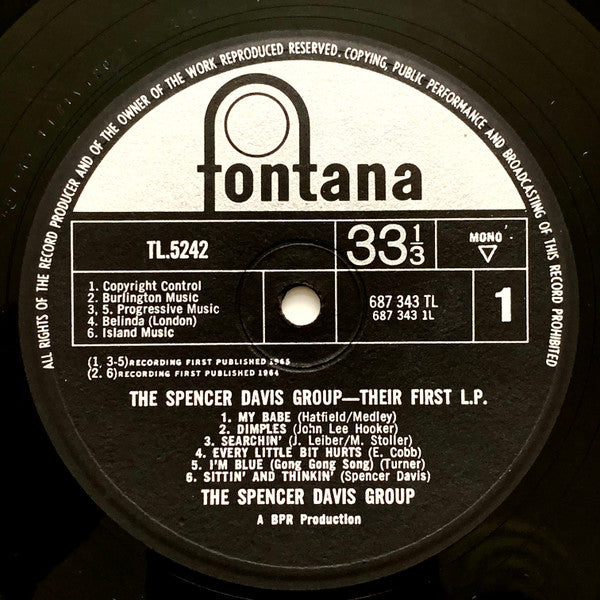 ALL RIGHTS OF THE RECORD PRODUCER AND OF THE OWNER OF THE WORK REPRODUCED RESERVED. COPYING, PUBLIC PERFORMANCE AND BROADCASTING OF THIS RECORD PROHIBITED
fontana
TL.5242
33 1/3
MONO
1. Copyright Control
2. Burlington Music
3, 5. Progressive Music
4. Belinda (London)
6. Island Music
687 343 TL
687 343 1L
1
(1, 3-5) RECORDING FIRST PUBLISHED 1965
(2. 6) RECORDING FIRST PUBLISHED 1964
THE SPENCER DAVIS GROUP—THEIR FIRST L.P.
1. MY BABE (Hatfield/Medley)
2. DIMPLES (John Lee Hooker)
3. SEARCHIN' (J. Leiber/M. Stoller)
4. EVERY LITTLE BIT HURTS (E. Cobb)
5. I'M BLUE (Gong Gong Song) (Turner)
6. SITTIN' AND THINKIN' (Spencer Davis)
THE SPENCER DAVIS GROUP
A BPR Production